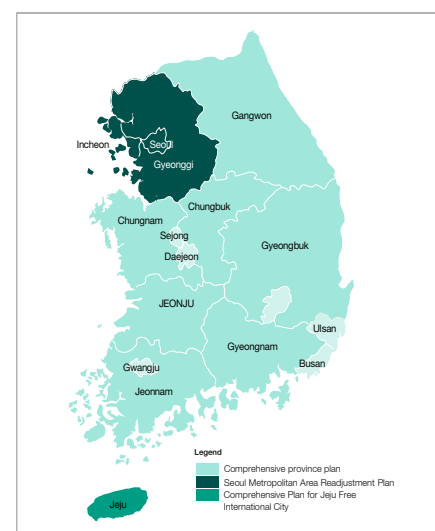 Gangwon
Incheon
Seoul
Gyeonggi
Chungbuk
Chungnam
Sejong
Gyeongbuk
Daejeon
JEONJU
Ulsan
Gyeongnam
Busan
Gwangju
Jeonnam
Legend
Comprehensive province plan
Seoul Metropolitan Area Readjustment Plan
Comprehensive Plan for Jeju Free
International City
Jeju